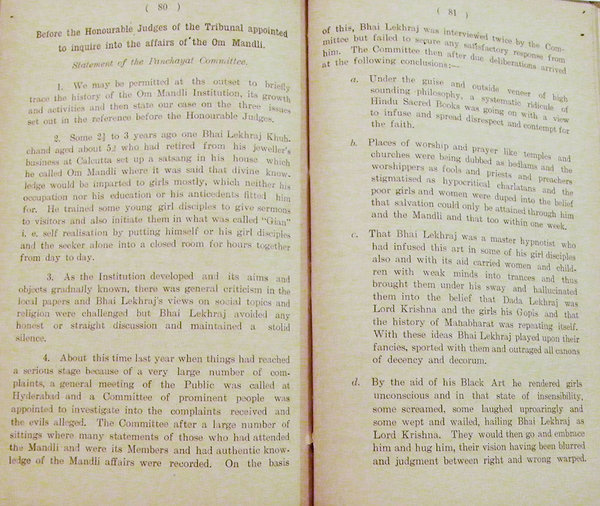 ( 80 )
Before the Honourable Judges of the Tribunal appointed
to inquire into the affairs of the Om Mandli.
Statement of the Panchayat Committee.
1. We may be permitted at ths outset to briefly
trace the history of the Om Mandli Institution, its growth
and activities and then state our case on the three issues
set out in the reference before the Honourable Judges.
2. Some 2½ to 3 years ago one Bhai Lekhraj Khub-
chand aged about 52 who had retired from his jeweller's
business at Calcutta set up a satsang in his house which
he called Om Mandli where it was said that divine know-
ledge would be imparted to girls mostly, which neither his
occupation nor his education or his anticedents fitted him
for. He trained some young girl disciples to give sermons
to visitors and also initiate them in what was called "Gian"
i. e. self realisation by putting himself or his girl disciples
and the seeker alone into a closed room for hours together
from day to day.
3. As the Institution developed and its aims and
objects gradually known, there was general criticism in the
local papers and Bhai Lekhraj's views on social topics and
religion were challenged but Bhai Lekhraj avoided any
honest or straight discussion and maintained a stolid
silence.
4. About this time last year when things had reached
a serious stage because of a very large number of com-
plaints, a general meeting of the Public was called at
Hyderabad and a Committee of prominent people was
appointed to investigate into the complaints received and
the evils alleged. The Committee after a large number of
sittings where many statements of those who had attended
the Mandli and were its Members and had authentic know-
ledge of the Mandli affairs were recorded. On the basis
( 81 )
of this, Bhai Lekhraj was interviewed twice by the Com-
mittee but failed to secure any satisfactory response from
him. The Committee then after due deliberations arrived
at the following conclusions:—
a. Under the guise and outside veneer of high
sounding philosophy, a systematic ridicule of
Hindu Sacred Books was going on with a view
to infuse and spread disrespect and contempt for
the faith.
b. Places of worship and prayer like temples and
churches were being dubbed as bedlams and the
worshippers as fools and priests and preachers
stigmatised as hypocritical charlatans and the
poor girls and women were duped into the belief
that salvation could only be attained through him
and the Mandli and that too within one week.
c. That Bhai Lekhraj was a master hypnotist who
had infused this art in some of his girl disciples
also and with its aid carried women and child-
ren with weak minds into trances and thus
brought them under his sway and hallucinated
them into the belief that Dada Lekhraj was
Lord Krishna and the girls his Gopis and that
the history of Mahabharat was repeating itself.
With these ideas Bhai Lekhraj played upon their
fancies, sported with them and outraged all canons
of decency and decorum.
d. By the aid of his Black Art he rendered girls
unconscious and in that state of insensibility,
some screamed, some laughed uproaringly and
some wept and wailed, hailing Bhai Lekhraj as
Lord Krishna. They would then go and embrace
him and hug him, their vision having been blurred
and judgment between right and wrong warped.